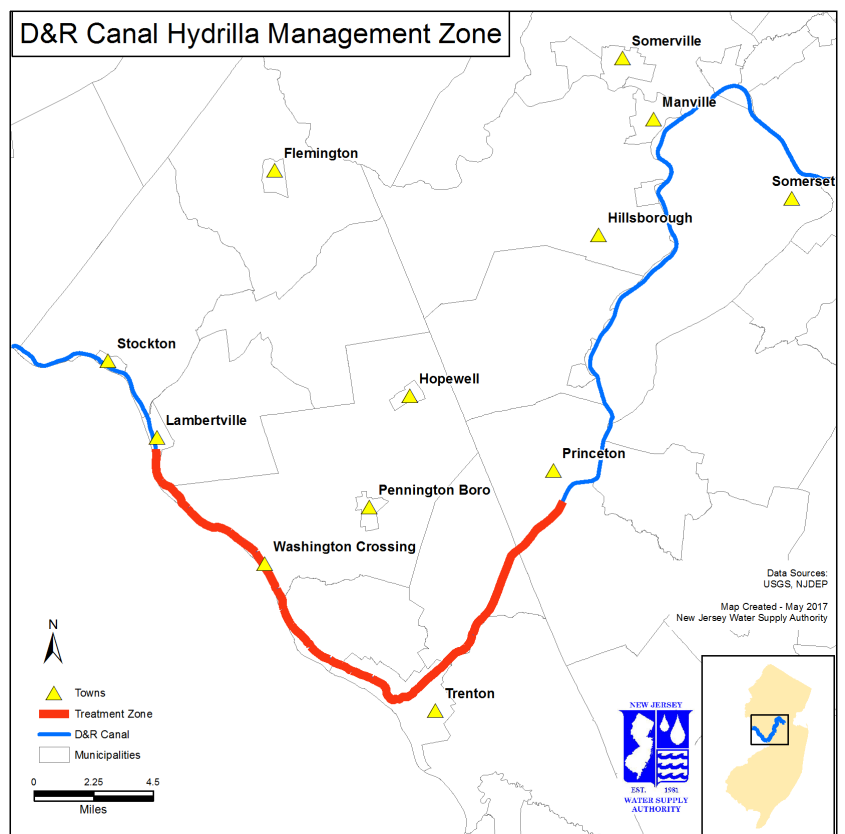 D&R Canal Hydrilla Management Zone
Somerville
Manville
Flemington
Somerset
Hillsborough
Stockton
Hopewell
Lambertville
Princeton
Pennington Boro
Washington Crossing
Data Sources:
USGS, NJDEP
Map Created - May 2017
New Jersey Water Supply Authority
N
Trenton
Towns
Treatment Zone
D&R Canal
Municipalities
0 2.25 4.5
Miles
NEW JERSEY
EST. 1981
WATER SUPPLY
AUTHORITY